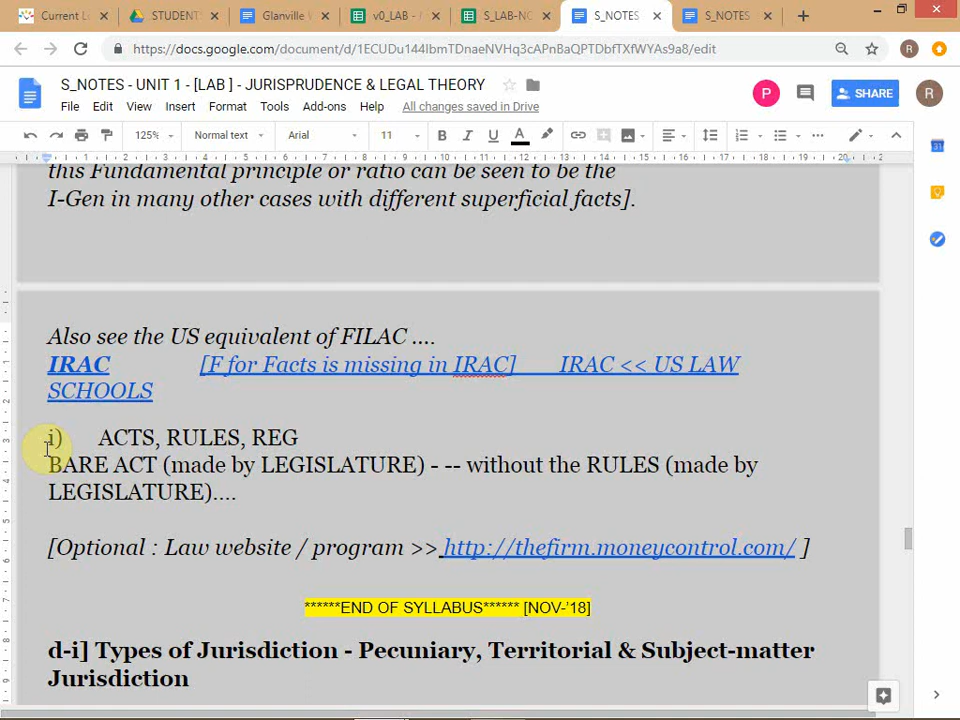 Current L
STUDENT
Glanville W
v0_LAB - A
S_LAB-NO
S_NOTES
S_NOTES
https://docs.google.com/document/d/1ECUDu144IbmTDnaeNVHq3cAPnBaQPTDbfTXfWYAs9a8/edit
R
S_NOTES - UNIT 1 - [LAB ] - JURISPRUDENCE & LEGAL THEORY
File Edit View Insert Format Tools Add-ons Help All changes saved in Drive
P
SHARE
R
125% Normal text Arial 11 B I U A
this Fundamental principle or ratio can be seen to be the
I-Gen in many other cases with different superficial facts].
Also see the US equivalent of FILAC ....
IRAC [F for Facts is missing in IRAC] IRAC << US LAW
SCHOOLS
i) ACTS, RULES, REG
BARE ACT (made by LEGISLATURE) - -- without the RULES (made by
LEGISLATURE)....
[Optional : Law website / program >> http://thefirm.moneycontrol.com/ ]
******END OF SYLLABUS****** [NOV-'18]
d-i] Types of Jurisdiction - Pecuniary, Territorial & Subject-matter
Jurisdiction